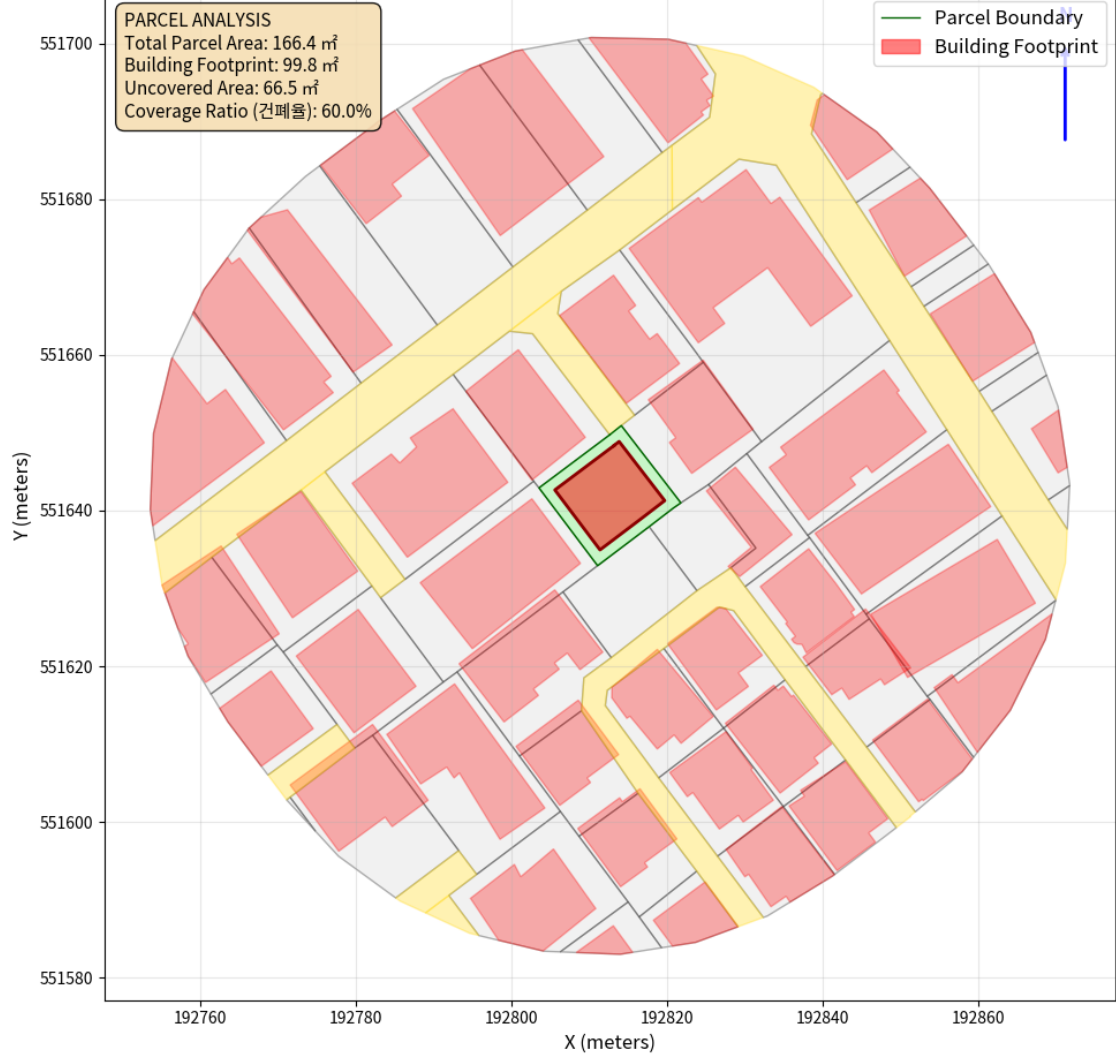 PARCEL ANALYSIS
Total Parcel Area: 166.4 ㎡
Building Footprint: 99.8 ㎡
Uncovered Area: 66.5 ㎡
Coverage Ratio (건폐율): 60.0%
Parcel Boundary
Building Footprint
N
551700
551680
551660
551640
551620
551600
551580
Y (meters)
192760
192780
192800
192820
192840
192860
X (meters)